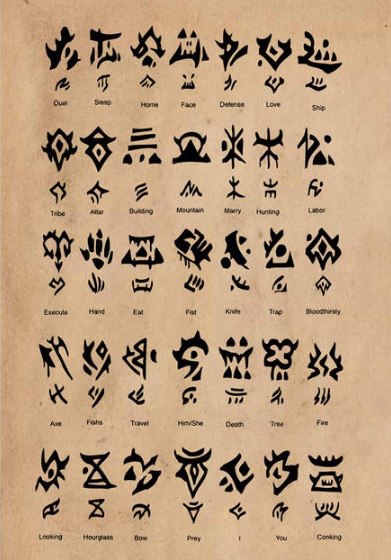 Duel Sleep Home Face Defense Love Ship
Tribe Altar Building Mountain Marry Hunting Labor
Execute Hand Eat Fist Knife Trap Bloodthirsty
Axe Fishs Travel Him/She Death Tree Fire
Looking Hourglass Bow Prey I You Conking